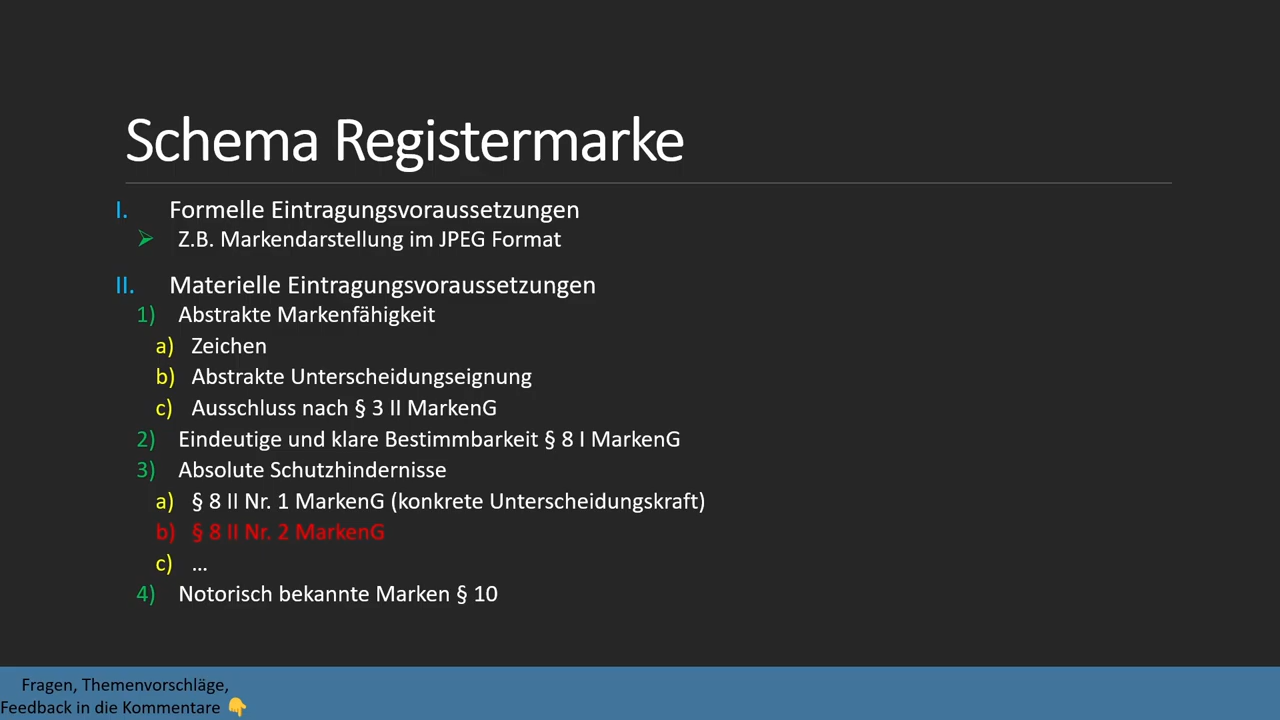 Schema Registermarke
I. Formelle Eintragungsvoraussetzungen
Z.B. Markendarstellung im JPEG Format
II. Materielle Eintragungsvoraussetzungen
1) Abstrakte Markenfähigkeit
a) Zeichen
b) Abstrakte Unterscheidungseignung
c) Ausschluss nach § 3 II MarkenG
2) Eindeutige und klare Bestimmbarkeit § 8 I MarkenG
3) Absolute Schutzhindernisse
a) § 8 II Nr. 1 MarkenG (konkrete Unterscheidungskraft)
b) § 8 II Nr. 2 MarkenG
c) ...
4) Notorisch bekannte Marken § 10
Fragen, Themenvorschläge,
Feedback in die Kommentare 👇